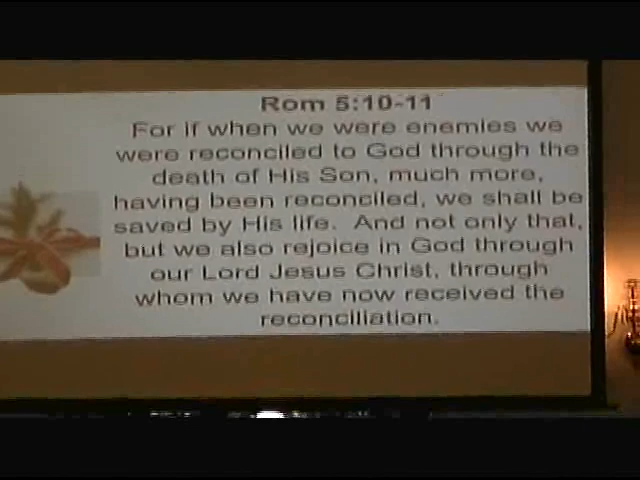 Rom 5:10-11
For if when we were enemies we
were reconciled to God through the
death of His Son, much more,
having been reconciled, we shall be
saved by His life.  And not only that,
but we also rejoice in God through
our Lord Jesus Christ, through
whom we have now received the
reconciliation.